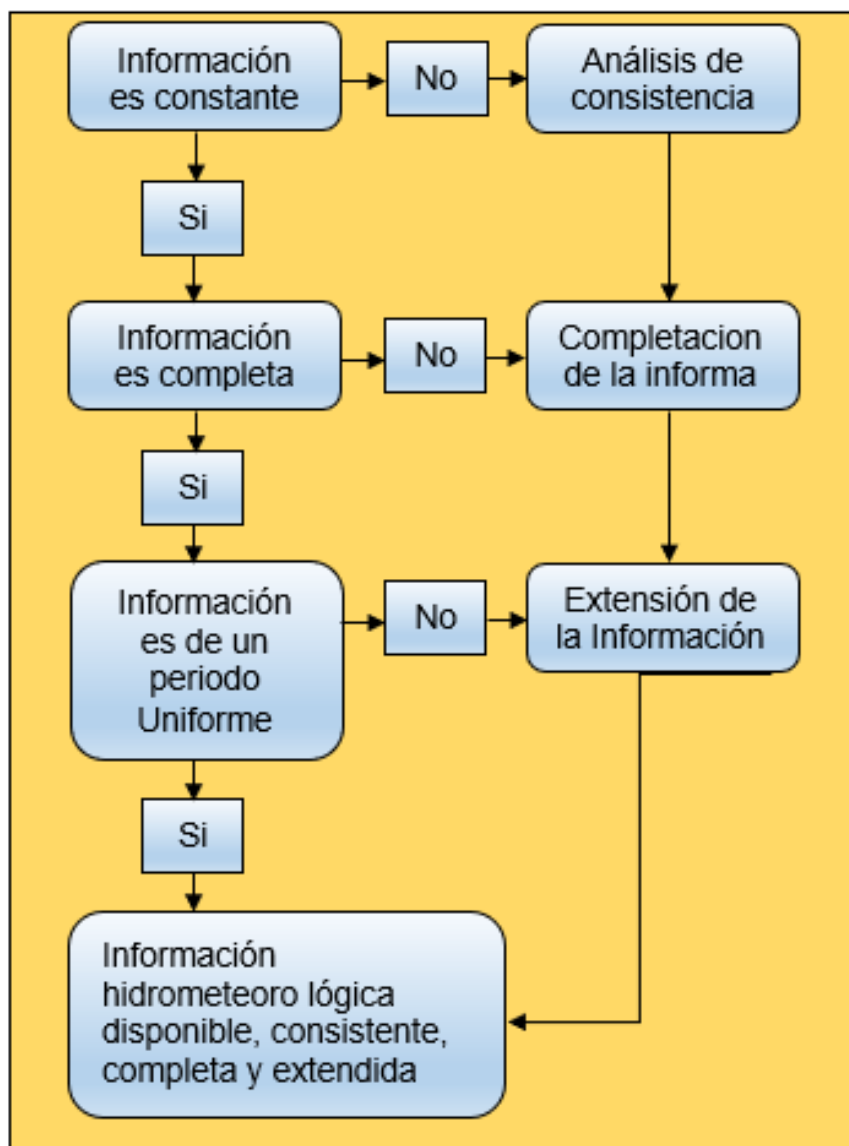 Información
es constante
No
Análisis de
consistencia
Si
Información
es completa
No
Completacion
de la informa
Si
Información
es de un
periodo
Uniforme
No
Extensión de
la Información
Si
Información
hidrometeoro lógica
disponible, consistente,
completa y extendida